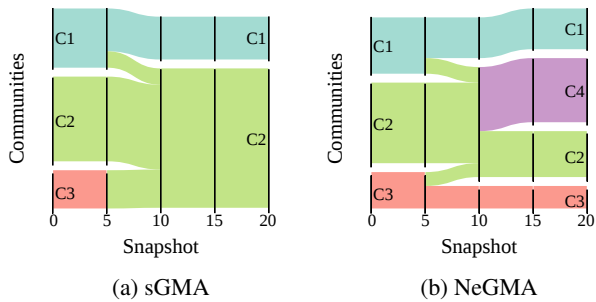 Communities
C1
C2
C3
C1
C2
0 5 10 15 20
Snapshot
(a) sGMA
Communities
C1
C2
C3
C1
C4
C2
C3
0 5 10 15 20
Snapshot
(b) NeGMA